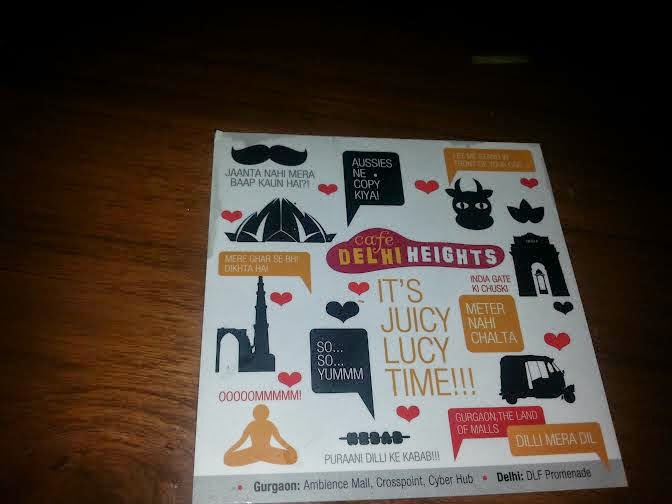 JAANTA NAHI MERA
BAAP KAUN HAI?!
AUSSIES
NE
COPY
KIYA!
LET ME STAND IN
FRONT OF YOUR CAR
MERE GHAR SE BHI
DIKHTA HAI
café
DELHI HEIGHTS
INDIA
INDIA GATE
KI CHUSKI
IT'S
JUICY
LUCY
TIME!!!
METER
NAHI
CHALTA
SO...
SO...
YUMMM
OOOOOMMMMM!
KEBAB
PURAANI DILLI KE KABAB!!!
GURGAON,THE LAND
OF MALLS
DILLI MERA DIL
• Gurgaon: Ambience Mall, Crosspoint, Cyber Hub • Delhi: DLF Promenade